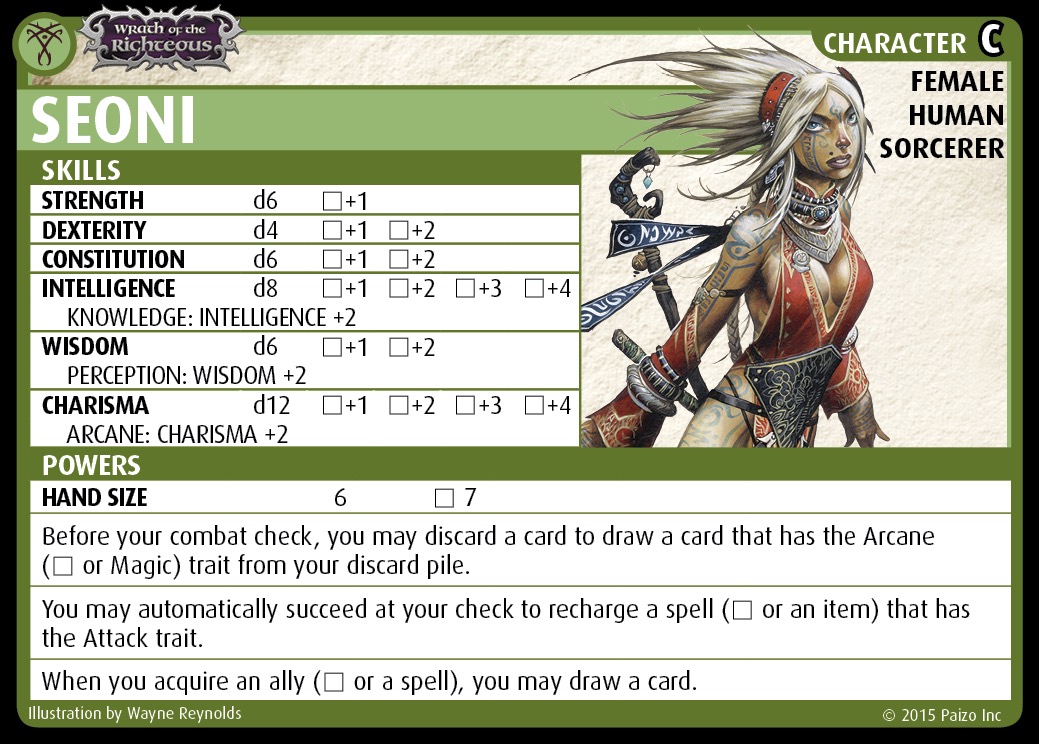 WRATH OF THE
RIGHTEOUS
CHARACTER C
FEMALE
HUMAN
SORCERER
SEONI
SKILLS
STRENGTH d6 □+1
DEXTERITY d4 □+1 □+2
CONSTITUTION d6 □+1 □+2
INTELLIGENCE d8 □+1 □+2 □+3 □+4
KNOWLEDGE: INTELLIGENCE +2
WISDOM d6 □+1 □+2
PERCEPTION: WISDOM +2
CHARISMA d12 □+1 □+2 □+3 □+4
ARCANE: CHARISMA +2
POWERS
HAND SIZE 6 □ 7
Before your combat check, you may discard a card to draw a card that has the Arcane
(□ or Magic) trait from your discard pile.
You may automatically succeed at your check to recharge a spell (□ or an item) that has
the Attack trait.
When you acquire an ally (□ or a spell), you may draw a card.
Illustration by Wayne Reynolds
© 2015 Paizo Inc